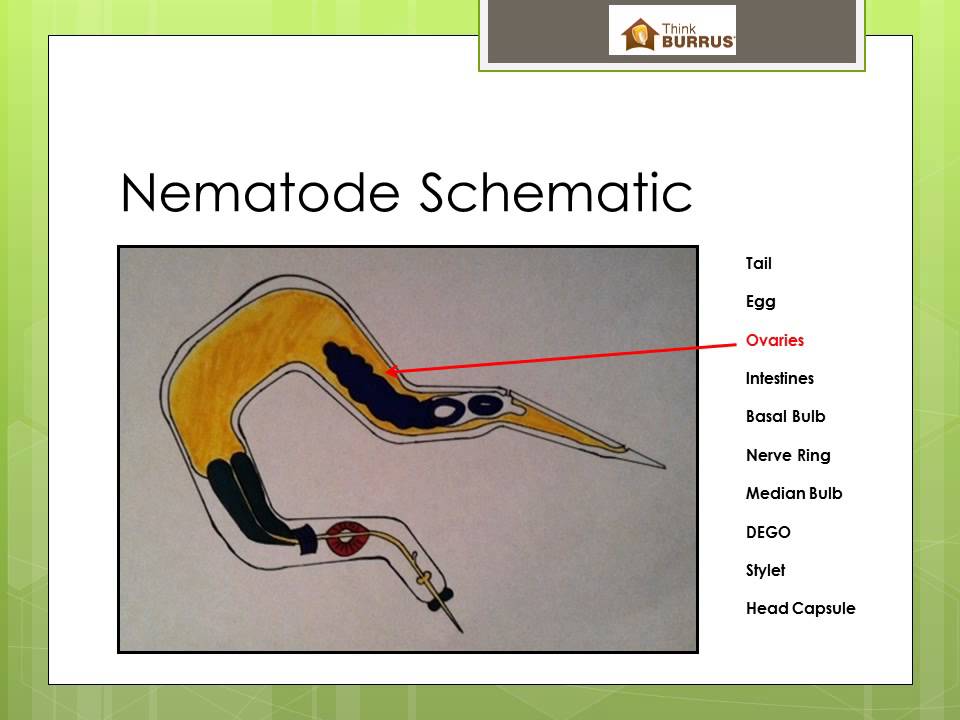 Think
BURRUS
Nematode Schematic
Tail
Egg
Ovaries
Intestines
Basal Bulb
Nerve Ring
Median Bulb
DEGO
Stylet
Head Capsule